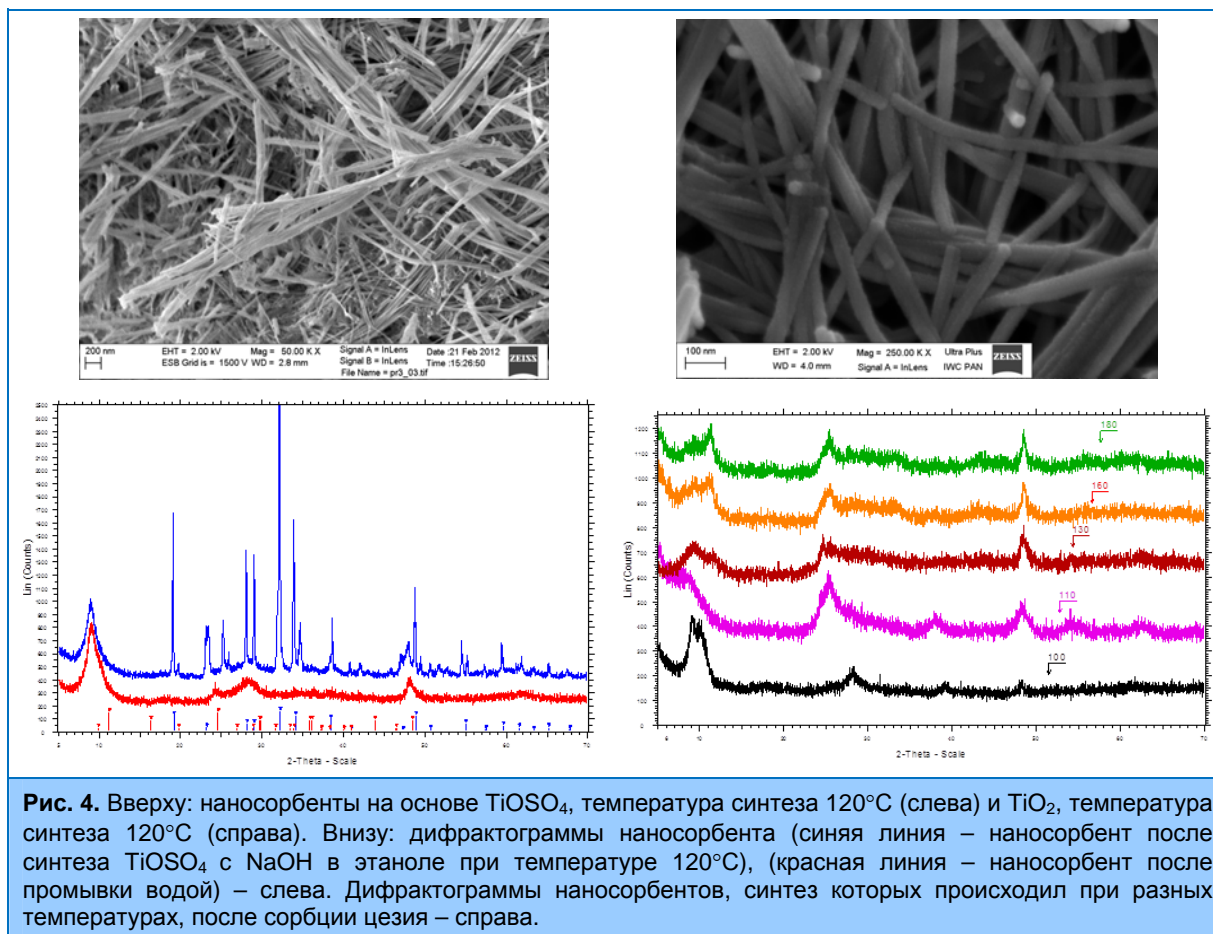 200 nm
EHT = 2.00 kV Mag = 50.00 K X Signal A = InLens Date :21 Feb 2012
ESB Grid is = 1500 V WD = 2.8 mm Signal B = InLens Time :15:26:50
File Name = pr3_03.tif
ZEISS
100 nm
EHT = 2.00 kV Mag = 250.00 K X Ultra Plus
WD = 4.0 mm Signal A = InLens IWC PAN
ZEISS
Lin (Counts)
2-Theta - Scale
Lin (Counts)
180
160
130
110
100
2-Theta - Scale
Рис. 4. Вверху: наносорбенты на основе TiOSO₄, температура синтеза 120°C (слева) и TiO₂, температура
синтеза 120°C (справа). Внизу: дифрактограммы наносорбента (синяя линия – наносорбент после
синтеза TiOSO₄ с NaOH в этаноле при температуре 120°C), (красная линия – наносорбент после
промывки водой) – слева. Дифрактограммы наносорбентов, синтез которых происходил при разных
температурах, после сорбции цезия – справа.